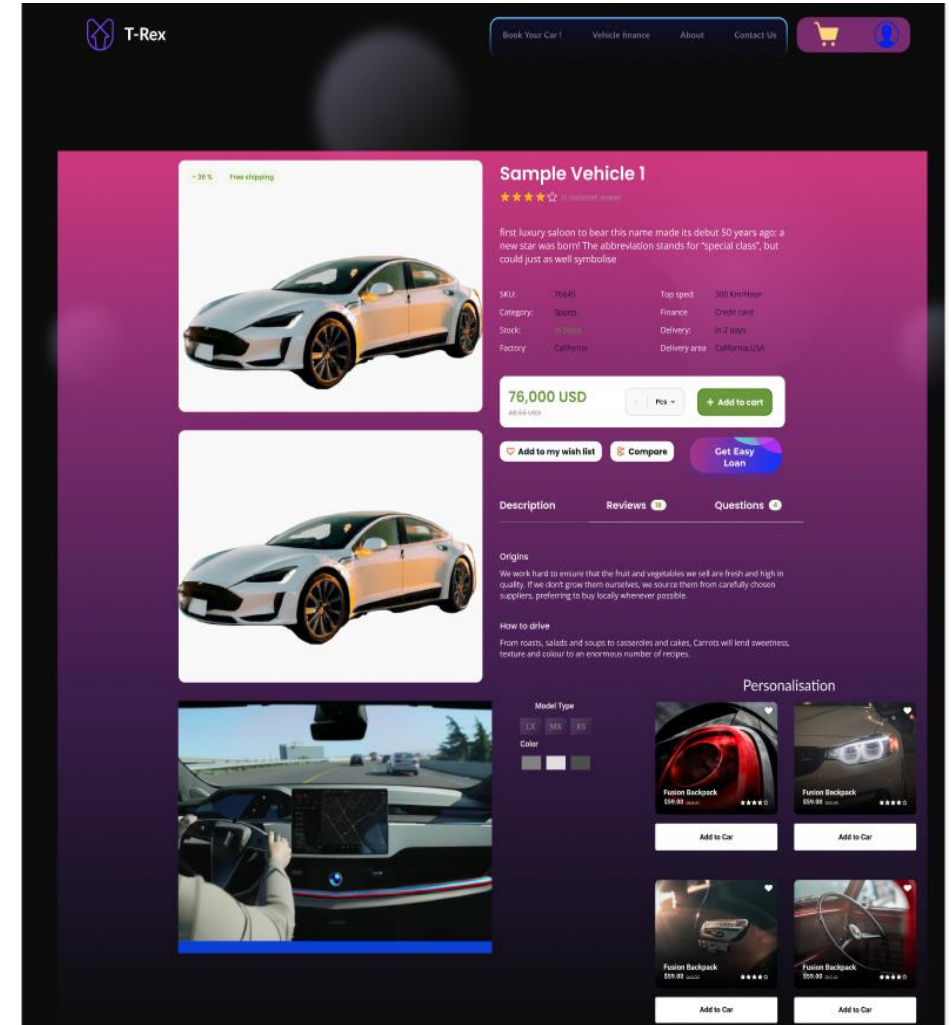 T-Rex
Book Your Car !
Vehicle finance
About
Contact Us
- 36 %
Free shipping
Sample Vehicle 1
customer reviews
first luxury saloon to bear this name made its debut 50 years ago: a
new star was born! The abbreviation stands for “special class”, but
could just as well symbolise
SKU: 76645
Top sped: 300 Km/Hour
Category: Sports
Finance Credit card
Stock: In Stock
Delivery: in 2 days
Factory California
Delivery area California,USA
76,000 USD
Pcs
+ Add to cart
Add to my wish list
Compare
Get Easy
Loan
Description
Reviews
Questions 4
Origins
We work hard to ensure that the fruit and vegetables we sell are fresh and high in
quality. If we don't grow them ourselves, we source them from carefully chosen
suppliers, preferring to buy locally whenever possible.
How to drive
From roasts, salads and soups to casseroles and cakes, Carrots will lend sweetness,
texture and colour to an enormous number of recipes.
Personalisation
Model Type
LX MX XS
Color
Fusion Backpack
$59.00
Add to Car
Fusion Backpack
$59.00
Add to Car
Fusion Backpack
$59.00
Add to Car
Fusion Backpack
$59.00
Add to Car